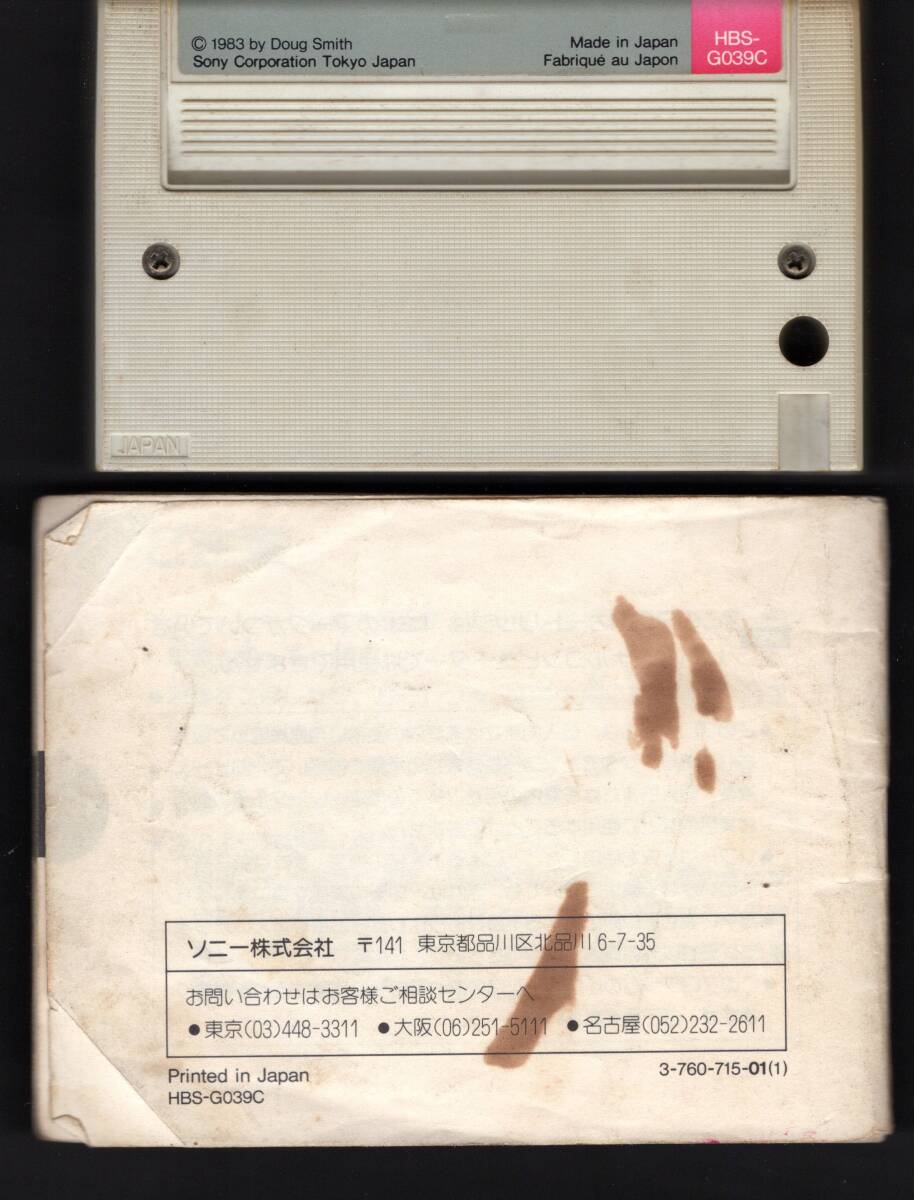 © 1983 by Doug Smith
Sony Corporation Tokyo Japan
Made in Japan
Fabriqué au Japon
HBS-
G039C
JAPAN
ソニー株式会社 〒141 東京都品川区北品川6-7-35
お問い合わせはお客様ご相談センターへ
●東京(03)448-3311 ●大阪(06)251-5111 ●名古屋(052)232-2611
Printed in Japan
HBS-G039C
3-760-715-01(1)